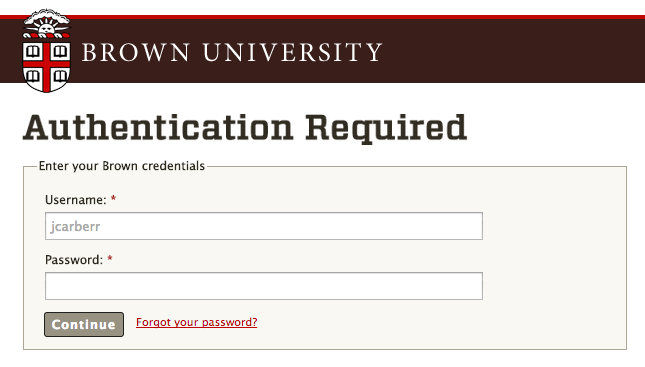 BROWN UNIVERSITY
Authentication Required
Enter your Brown credentials
Username: *
jcarberr
Password: *
Continue Forgot your password?